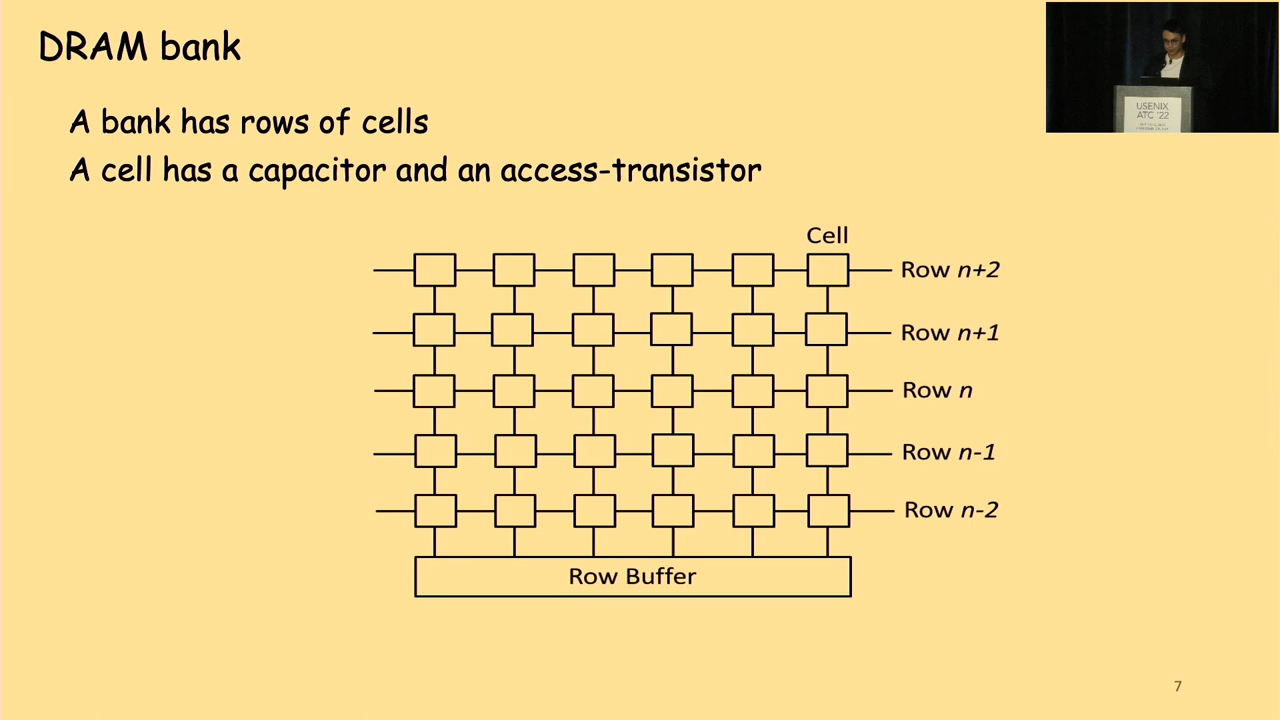 DRAM bank
A bank has rows of cells
A cell has a capacitor and an access-transistor
Cell
Row n+2
Row n+1
Row n
Row n-1
Row n-2
Row Buffer
USENIX
ATC '22
7